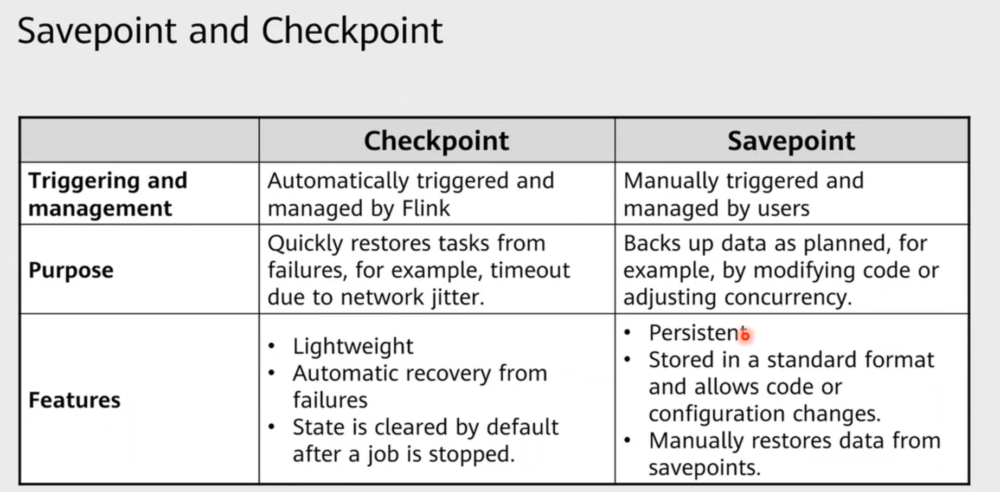 Savepoint and Checkpoint
Checkpoint
Savepoint
Triggering and
management
Automatically triggered and
managed by Flink
Manually triggered and
managed by users
Purpose
Quickly restores tasks from
failures, for example, timeout
due to network jitter.
Backs up data as planned, for
example, by modifying code or
adjusting concurrency.
Features
• Lightweight
• Automatic recovery from
failures
• State is cleared by default
after a job is stopped.
• Persistent
• Stored in a standard format
and allows code or
configuration changes.
• Manually restores data from
savepoints.